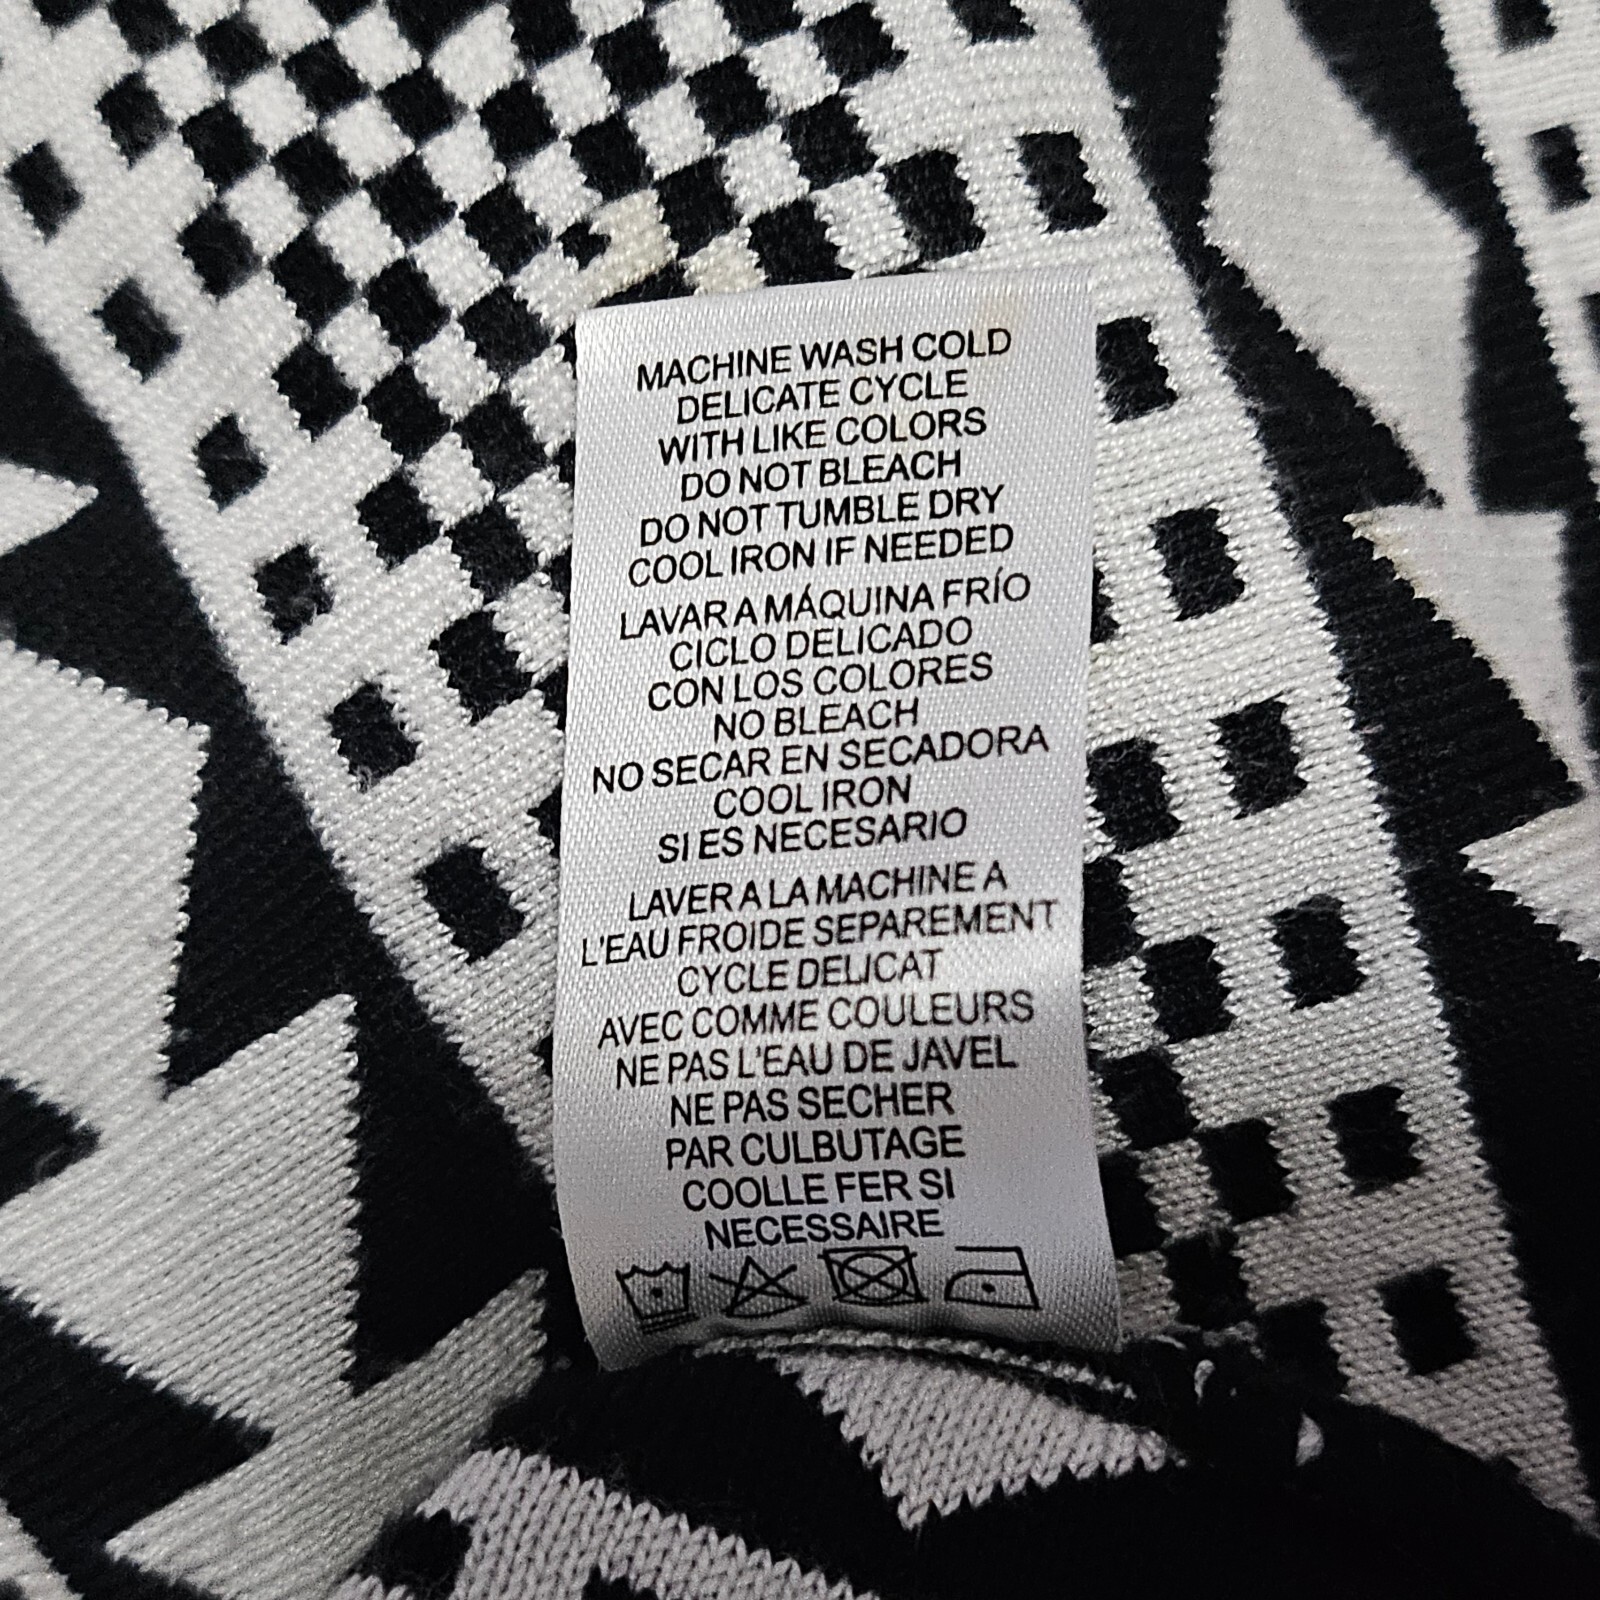 MACHINE WASH COLD
DELICATE CYCLE
WITH LIKE COLORS
DO NOT BLEACH
DO NOT TUMBLE DRY
COOL IRON IF NEEDED
LAVAR A MÁQUINA FRÍO
CICLO DELICADO
CON LOS COLORES
NO BLEACH
NO SECAR EN SECADORA
COOL IRON
SI ES NECESARIO
LAVER A LA MACHINE A
L'EAU FROIDE SEPAREMENT
CYCLE DELICAT
AVEC COMME COULEURS
NE PAS L'EAU DE JAVEL
NE PAS SECHER
PAR CULBUTAGE
COOLLE FER SI
NECESSAIRE